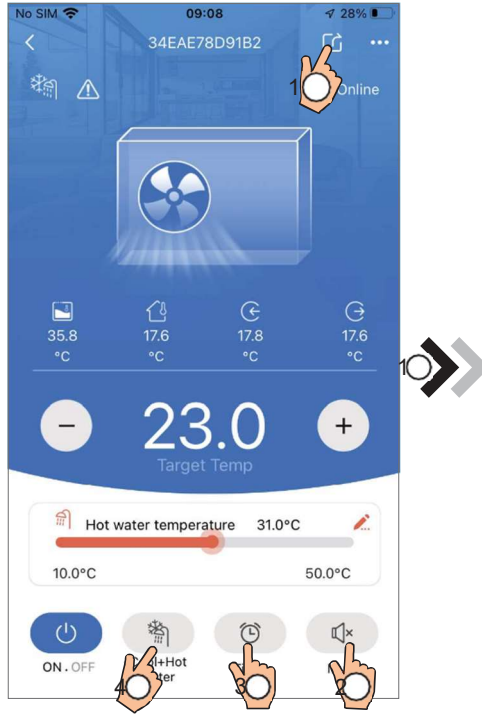 No SIM 09:08 28%
34EAE78D91B2
1 Online
35.8 17.6 17.8 17.6
°C °C °C °C
1
23.0
Target Temp
Hot water temperature 31.0°C
10.0°C 50.0°C
ON . OFF
4 3 2